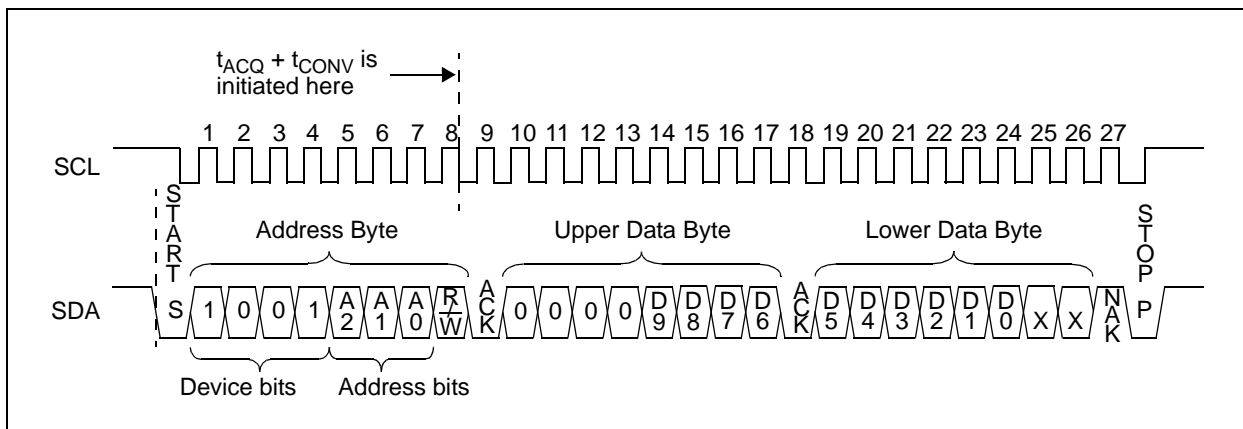 tACQ + tCONV is
initiated here
1 2 3 4 5 6 7 8 9 10 11 12 13 14 15 16 17 18 19 20 21 22 23 24 25 26 27
SCL
START
STOP
Address Byte
Upper Data Byte
Lower Data Byte
SDA
S 1 0 0 1 A2 A1 A0 R/W ACK 0 0 0 0 D9 D8 D7 D6 ACK D5 D4 D3 D2 D1 D0 X X NAK P
Device bits
Address bits